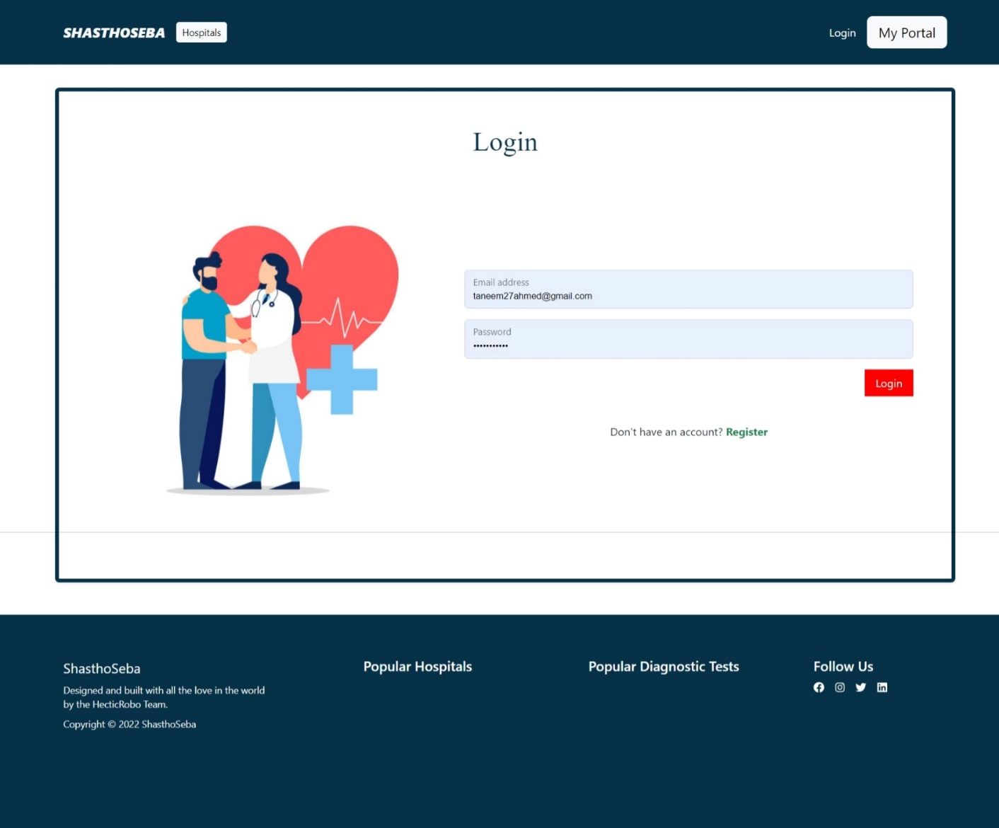 SHASTHOSEBA
Hospitals
Login
My Portal
Login
Email address
taneem27ahmed@gmail.com
Password
•••••••••••
Login
Don't have an account? Register
ShasthoSeba
Designed and built with all the love in the world
by the HecticRobo Team.
Copyright © 2022 ShasthoSeba
Popular Hospitals
Popular Diagnostic Tests
Follow Us